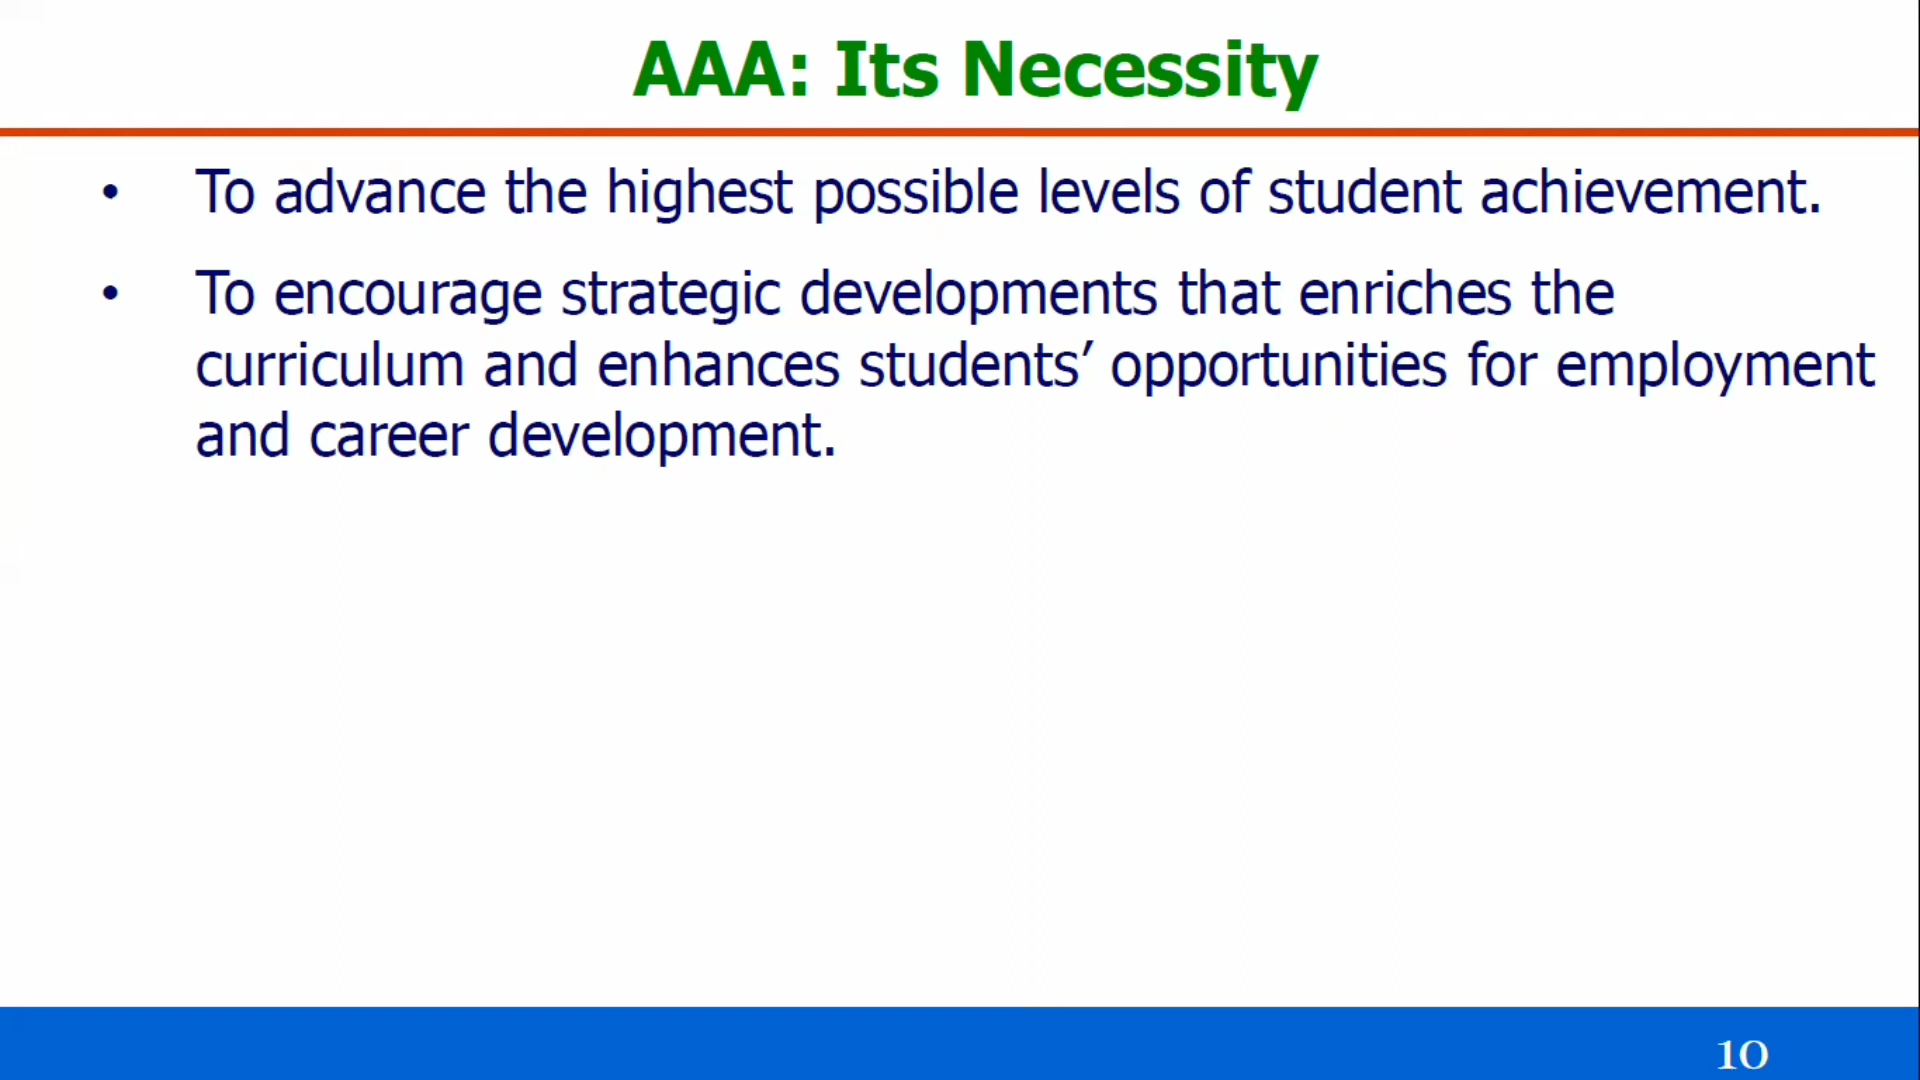 AAA: Its Necessity
• To advance the highest possible levels of student achievement.
• To encourage strategic developments that enriches the
curriculum and enhances students’ opportunities for employment
and career development.
10